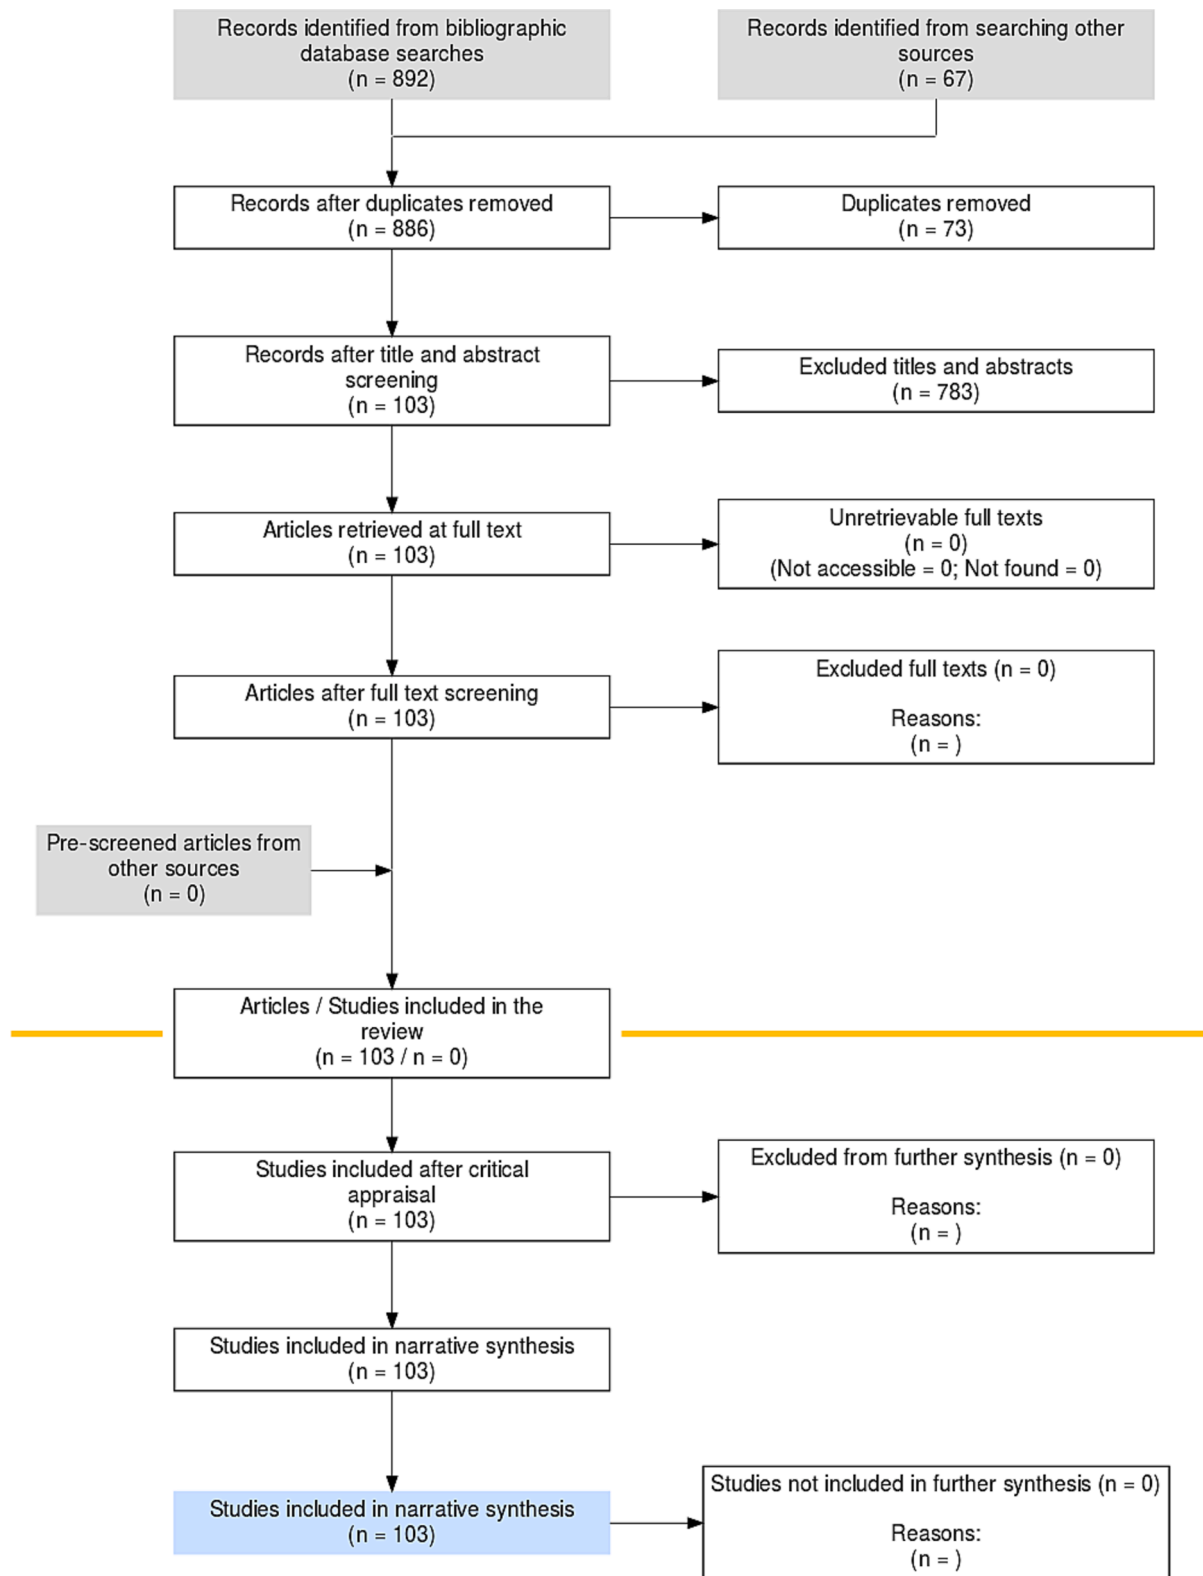 Records identified from bibliographic
database searches
(n = 892)
Records identified from searching other
sources
(n = 67)
Records after duplicates removed
(n = 886)
Duplicates removed
(n = 73)
Records after title and abstract
screening
(n = 103)
Excluded titles and abstracts
(n = 783)
Articles retrieved at full text
(n = 103)
Unretrievable full texts
(n = 0)
(Not accessible = 0; Not found = 0)
Articles after full text screening
(n = 103)
Excluded full texts (n = 0)
Reasons:
(n = )
Pre-screened articles from
other sources
(n = 0)
Articles / Studies included in the
review
(n = 103 / n = 0)
Studies included after critical
appraisal
(n = 103)
Excluded from further synthesis (n = 0)
Reasons:
(n = )
Studies included in narrative synthesis
(n = 103)
Studies included in narrative synthesis
(n = 103)
Studies not included in further synthesis (n = 0)
Reasons:
(n = )